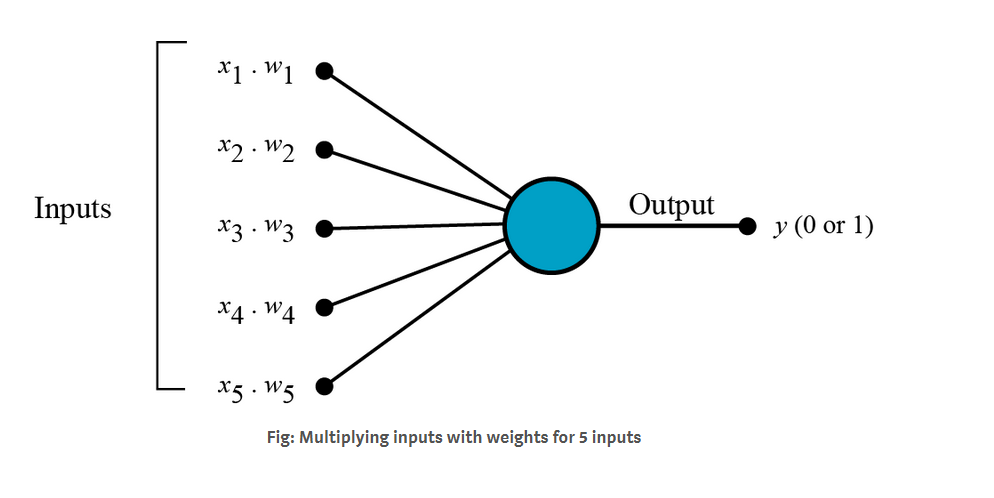 x1 . w1
x2 . w2
Inputs
x3 . w3
Output
y (0 or 1)
x4 . w4
x5 . w5
Fig: Multiplying inputs with weights for 5 inputs